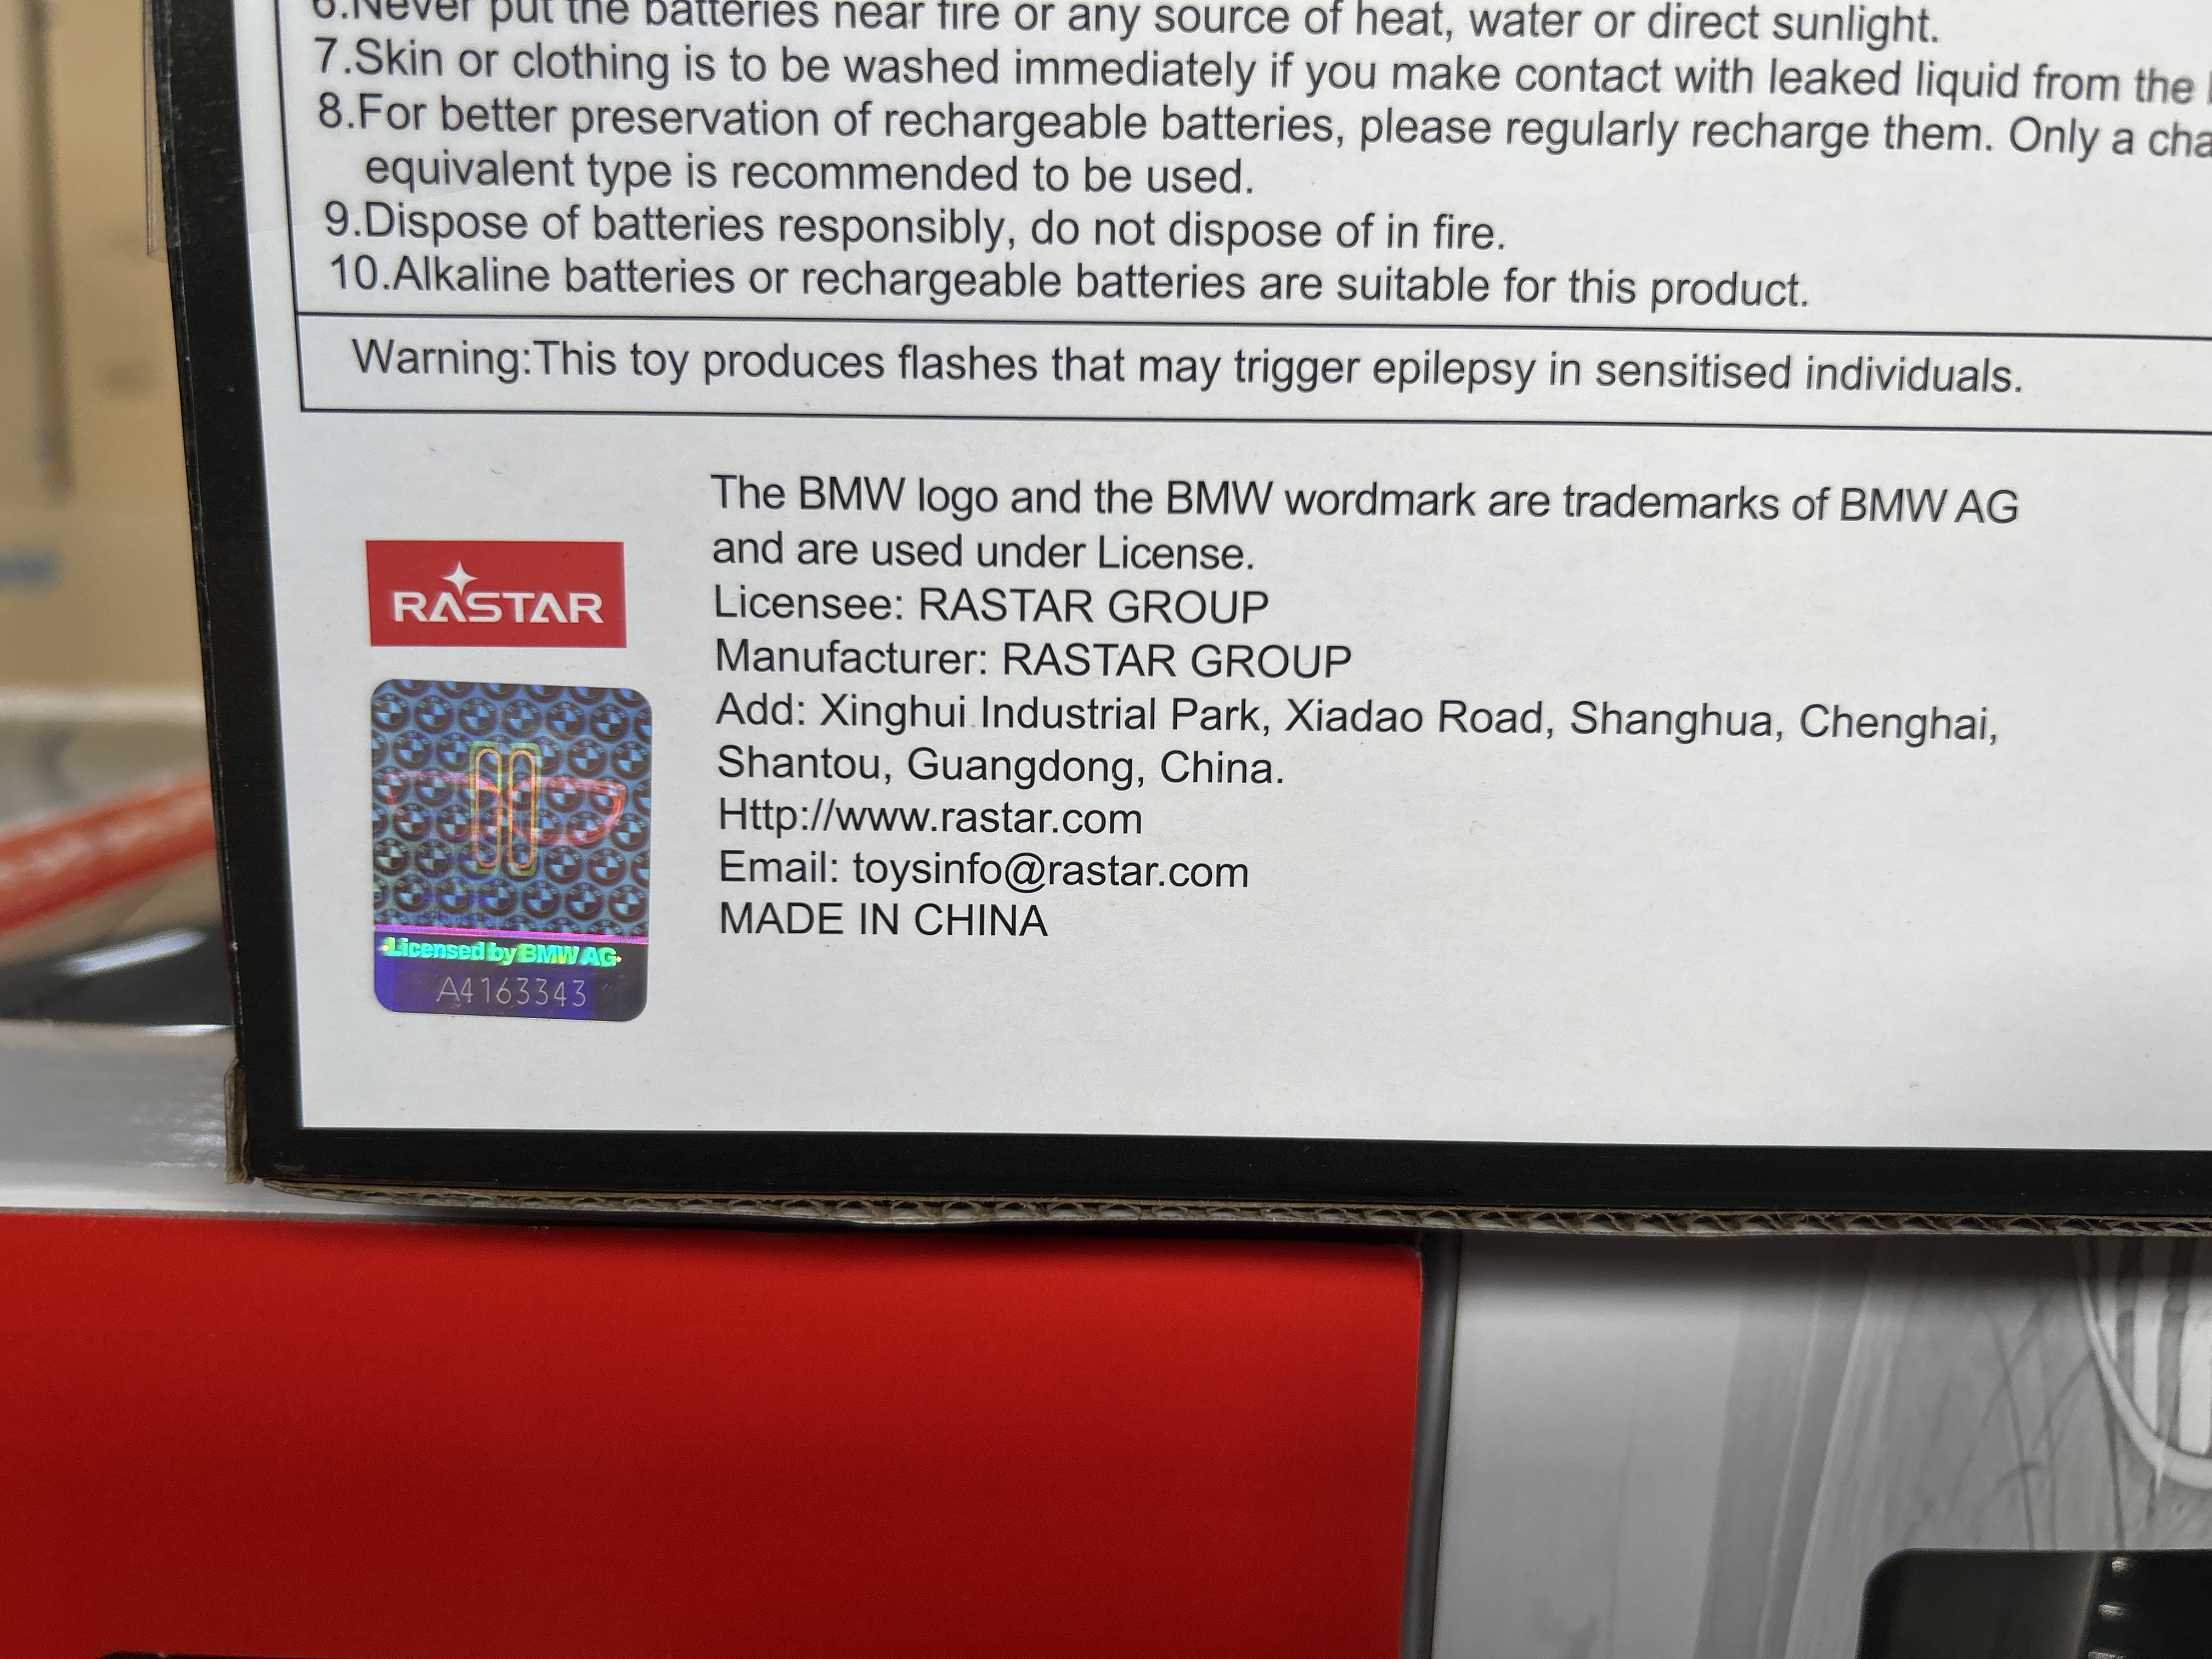 6.Never put the batteries near fire or any source of heat, water or direct sunlight.
7.Skin or clothing is to be washed immediately if you make contact with leaked liquid from the
8.For better preservation of rechargeable batteries, please regularly recharge them. Only a
equivalent type is recommended to be used.
9.Dispose of batteries responsibly, do not dispose of in fire.
10.Alkaline batteries or rechargeable batteries are suitable for this product.
Warning:This toy produces flashes that may trigger epilepsy in sensitised individuals.
The BMW logo and the BMW wordmark are trademarks of BMW AG
and are used under License.
Licensee: RASTAR GROUP
Manufacturer: RASTAR GROUP
Add: Xinghui Industrial Park, Xiadao Road, Shanghua, Chenghai,
Shantou, Guangdong, China.
Http://www.rastar.com
Email: toysinfo@rastar.com
MADE IN CHINA
RASTAR
Licensed by BMW AG
A4163343